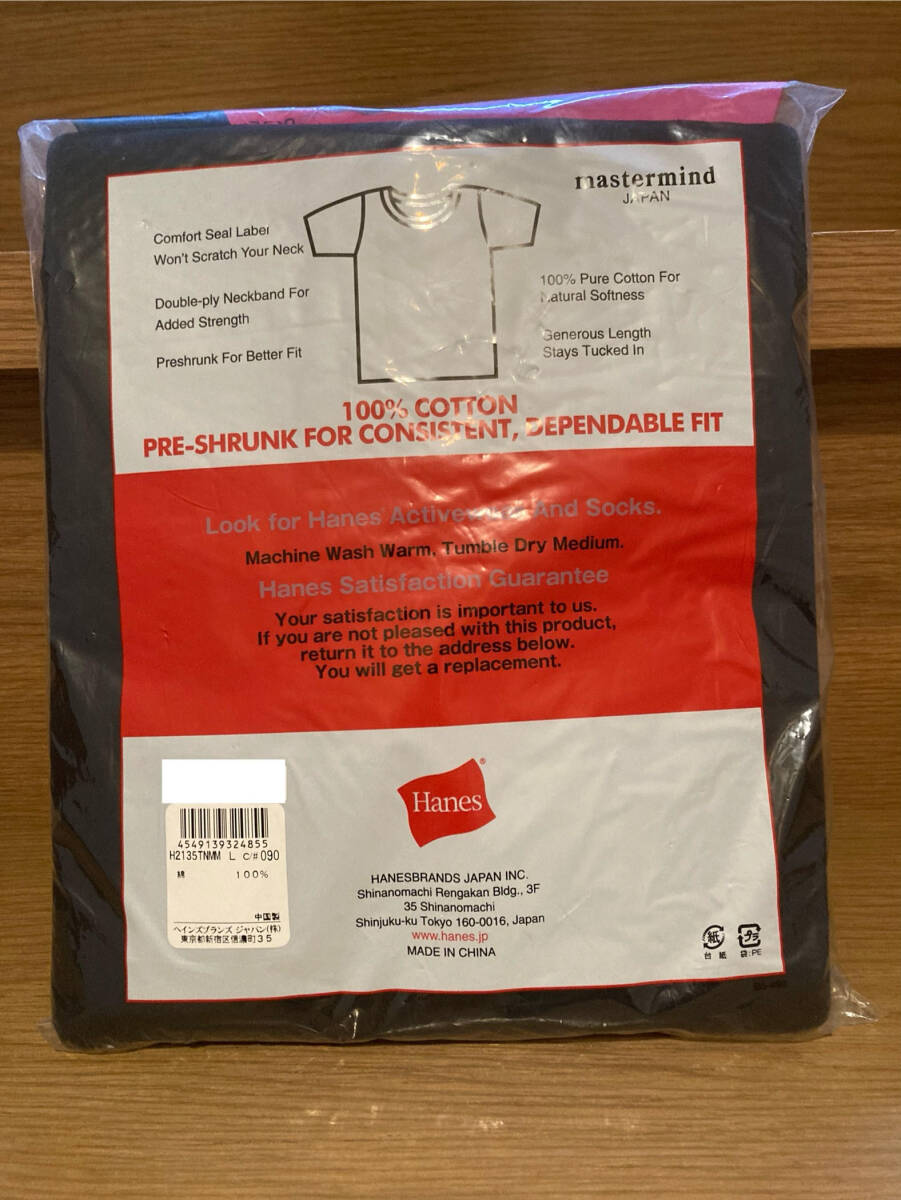 mastermind
JAPAN
Comfort Seal Label
Won't Scratch Your Neck
Double-ply Neckband For
Added Strength
Preshrunk For Better Fit
100% Pure Cotton For
Natural Softness
Generous Length
Stays Tucked In
100% COTTON
PRE-SHRUNK FOR CONSISTENT, DEPENDABLE FIT
Look for Hanes Activewear And Socks.
Machine Wash Warm, Tumble Dry Medium.
Hanes Satisfaction Guarantee
Your satisfaction is important to us.
If you are not pleased with this product,
return it to the address below.
You will get a replacement.
Hanes®
HANESBRANDS JAPAN INC.
Shinanomachi Rengakan Bldg., 3F
35 Shinanomachi
Shinjuku-ku Tokyo 160-0016, Japan
www.hanes.jp
MADE IN CHINA
4549139324855
H2135TNMM L C/#090
綿 100%
中国製
ヘインズブランズ ジャパン(株)
東京都新宿区信濃町35
紙 プラ
台紙 袋:PE